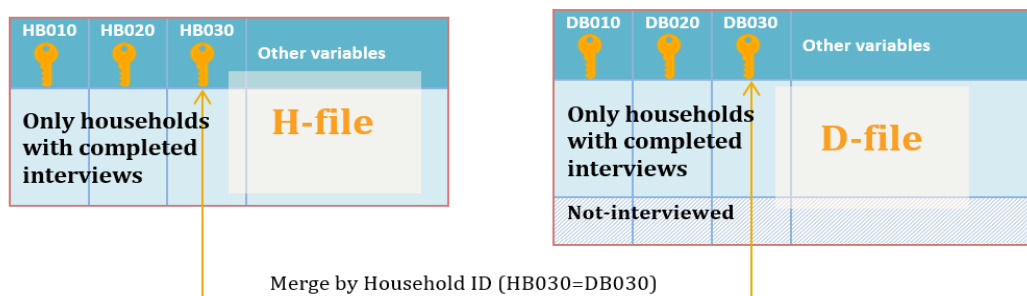 HB010 HB020 HB030 Other variables
Only households
with completed
interviews
H-file
DB010 DB020 DB030 Other variables
Only households
with completed
interviews
D-file
Not-interviewed
Merge by Household ID (HB030=DB030)